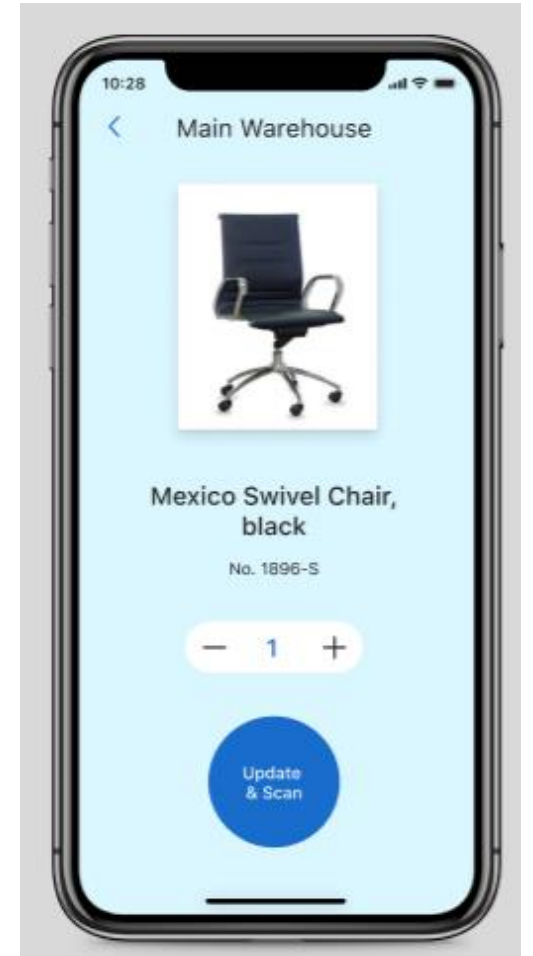 10:28
Main Warehouse
Mexico Swivel Chair,
black
No. 1896-S
1
Update
& Scan